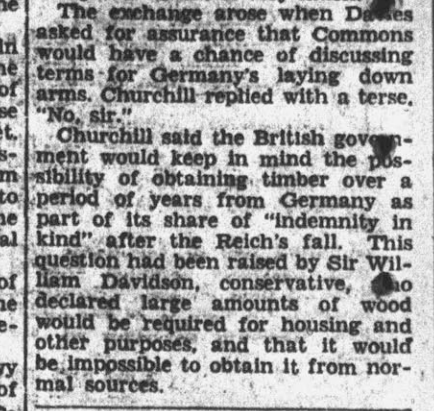 The exchange arose when Davies
asked for assurance that Commons
would have a chance of discussing
terms for Germany's laying down
arms. Churchill replied with a terse,
"No, sir."
Churchill said the British govern-
ment would keep in mind the pos-
sibility of obtaining timber over a
period of years from Germany as
part of its share of "indemnity in
kind" after the Reich's fall. This
question had been raised by Sir Wil-
liam Davidson, conservative, who
declared large amounts of wood
would be required for housing and
other purposes, and that it would
be impossible to obtain it from nor-
mal sources.